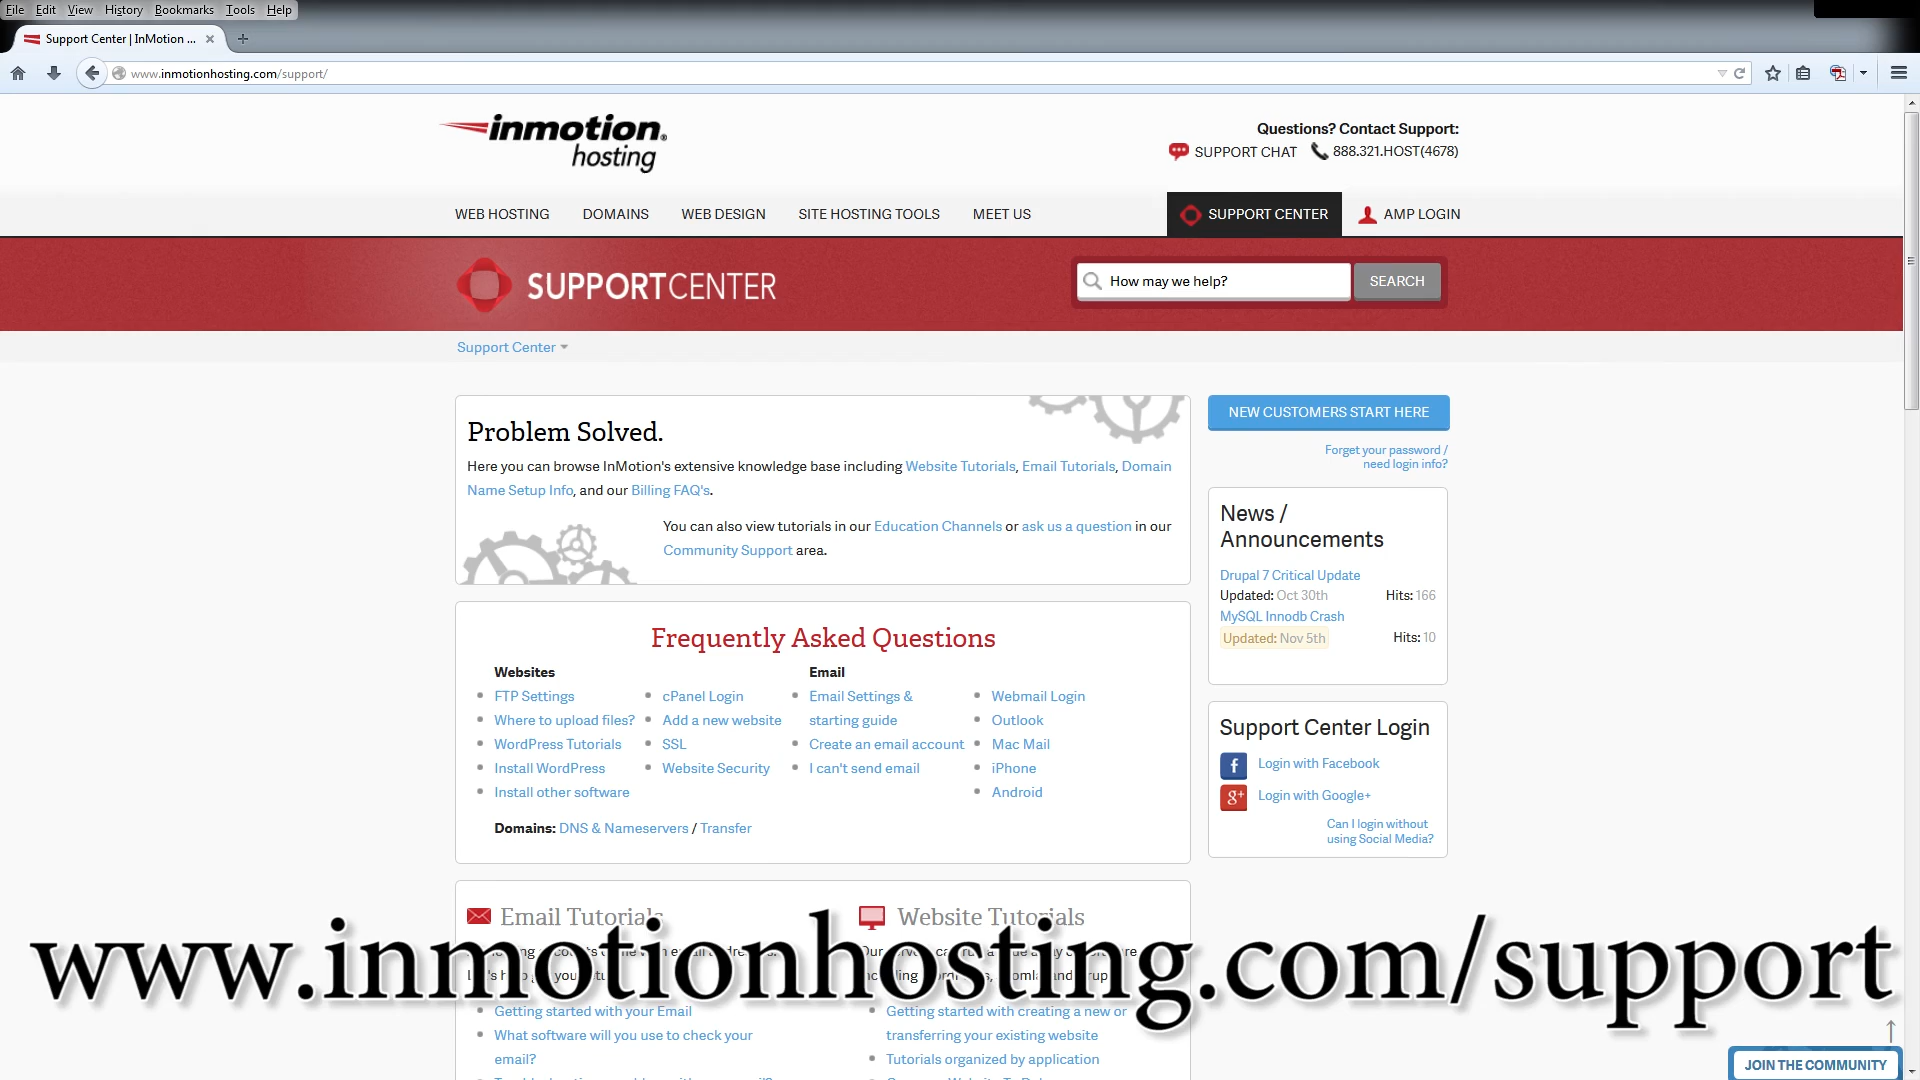 File Edit View History Bookmarks Tools Help
Support Center | InMotion ...
www.inmotionhosting.com/support/
inmotion hosting
Questions? Contact Support:
SUPPORT CHAT 888.321.HOST(4678)
WEB HOSTING DOMAINS WEB DESIGN SITE HOSTING TOOLS MEET US SUPPORT CENTER AMP LOGIN
SUPPORTCENTER
How may we help? SEARCH
Support Center
Problem Solved.
Here you can browse InMotion's extensive knowledge base including Website Tutorials, Email Tutorials, Domain
Name Setup Info, and our Billing FAQ's.
You can also view tutorials in our Education Channels or ask us a question in our
Community Support area.
NEW CUSTOMERS START HERE
Forget your password /
need login info?
News /
Announcements
Drupal 7 Critical Update
Updated: Oct 30th Hits: 166
MySQL Innodb Crash
Updated: Nov 5th Hits: 10
Frequently Asked Questions
Websites
FTP Settings
Where to upload files?
WordPress Tutorials
Install WordPress
Install other software
cPanel Login
Add a new website
SSL
Website Security
Email
Email Settings &
starting guide
Create an email account
I can't send email
Webmail Login
Outlook
Mac Mail
iPhone
Android
Domains: DNS & Nameservers / Transfer
Support Center Login
f Login with Facebook
g+ Login with Google+
Can I login without
using Social Media?
Email Tutorials
Getting started with your Email
What software will you use to check your
email?
Website Tutorials
Getting started with creating a new or
transferring your existing website
Tutorials organized by application
www.inmotionhosting.com/support
JOIN THE COMMUNITY